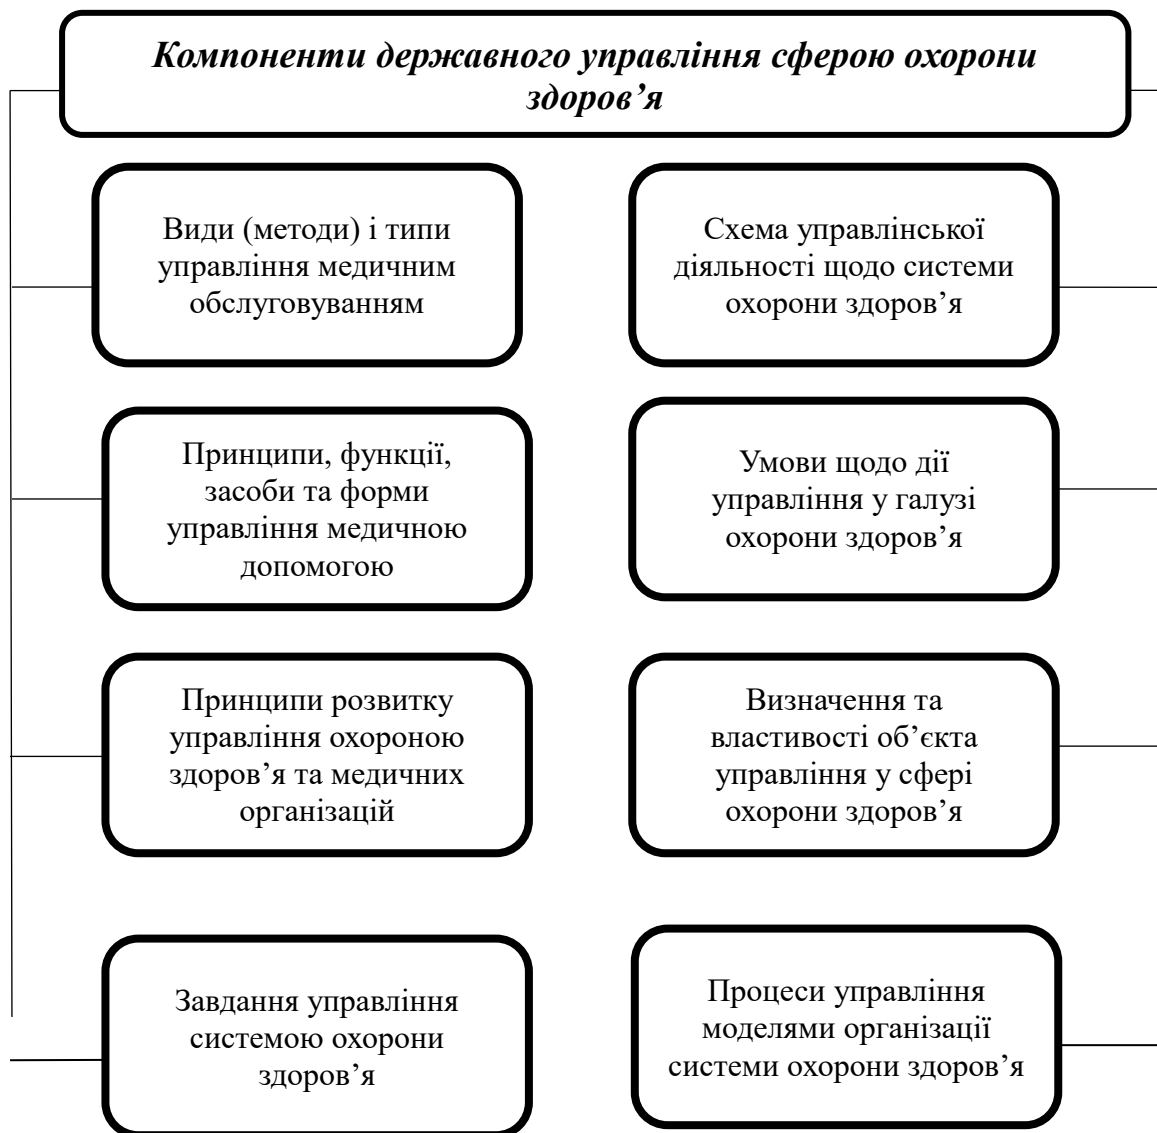 Компоненти державного управління сферою охорони
здоров’я
Види (методи) і типи
управління медичним
обслуговуванням
Схема управлінської
діяльності щодо системи
охорони здоров’я
Принципи, функції,
засоби та форми
управління медичною
допомогою
Умови щодо дії
управління у галузі
охорони здоров’я
Принципи розвитку
управління охороною
здоров’я та медичних
організацій
Визначення та
властивості об’єкта
управління у сфері
охорони здоров’я
Завдання управління
системою охорони
здоров’я
Процеси управління
моделями організації
системи охорони здоров’я